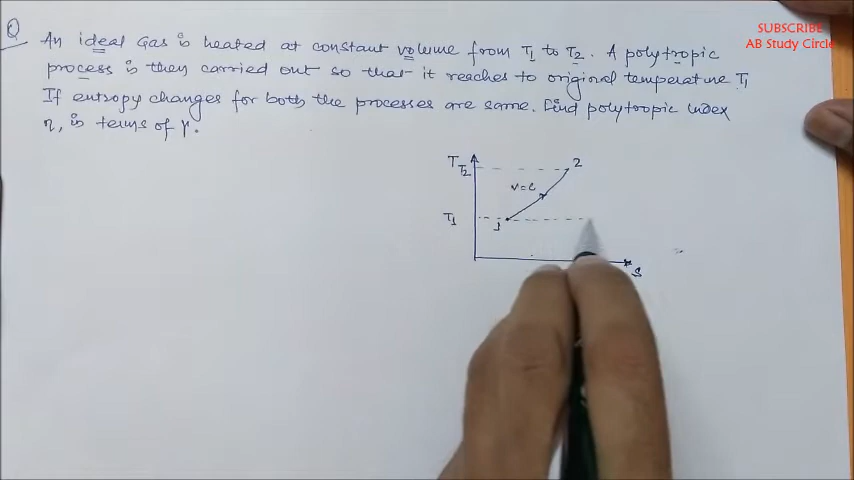 Q
An ideal Gas is heated at constant volume from T1 to T2. A polytropic
process is then carried out so that it reaches to original temperature T1
If entropy changes for both the processes are same. Find polytropic index
η, in terms of γ.
T
T2
2
V=C
T1
1
S
SUBSCRIBE
AB Study Circle